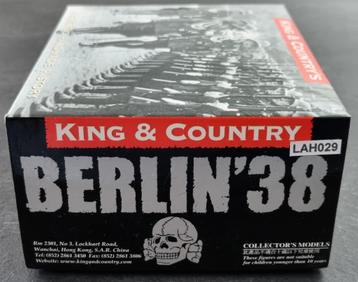 KING & COUNTRY'S
KING & COUNTRY
LAH029
BERLIN'38
Rm 2301, No 3, Lockhart Road,
Wanchai, Hong Kong, S.A.R. China
Tel: (852) 2861 3450 Fax: (852) 2861 3806
Website: www.kingandcountry.com
COLLECTOR'S MODELS
These figures are not suitable
for children younger than 10 years.